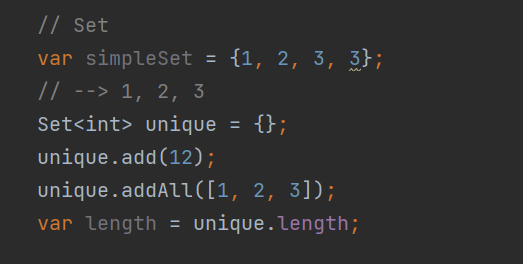 // Set
var simpleSet = {1, 2, 3, 3};
// --> 1, 2, 3
Set<int> unique = {};
unique.add(12);
unique.addAll([1, 2, 3]);
var length = unique.length;